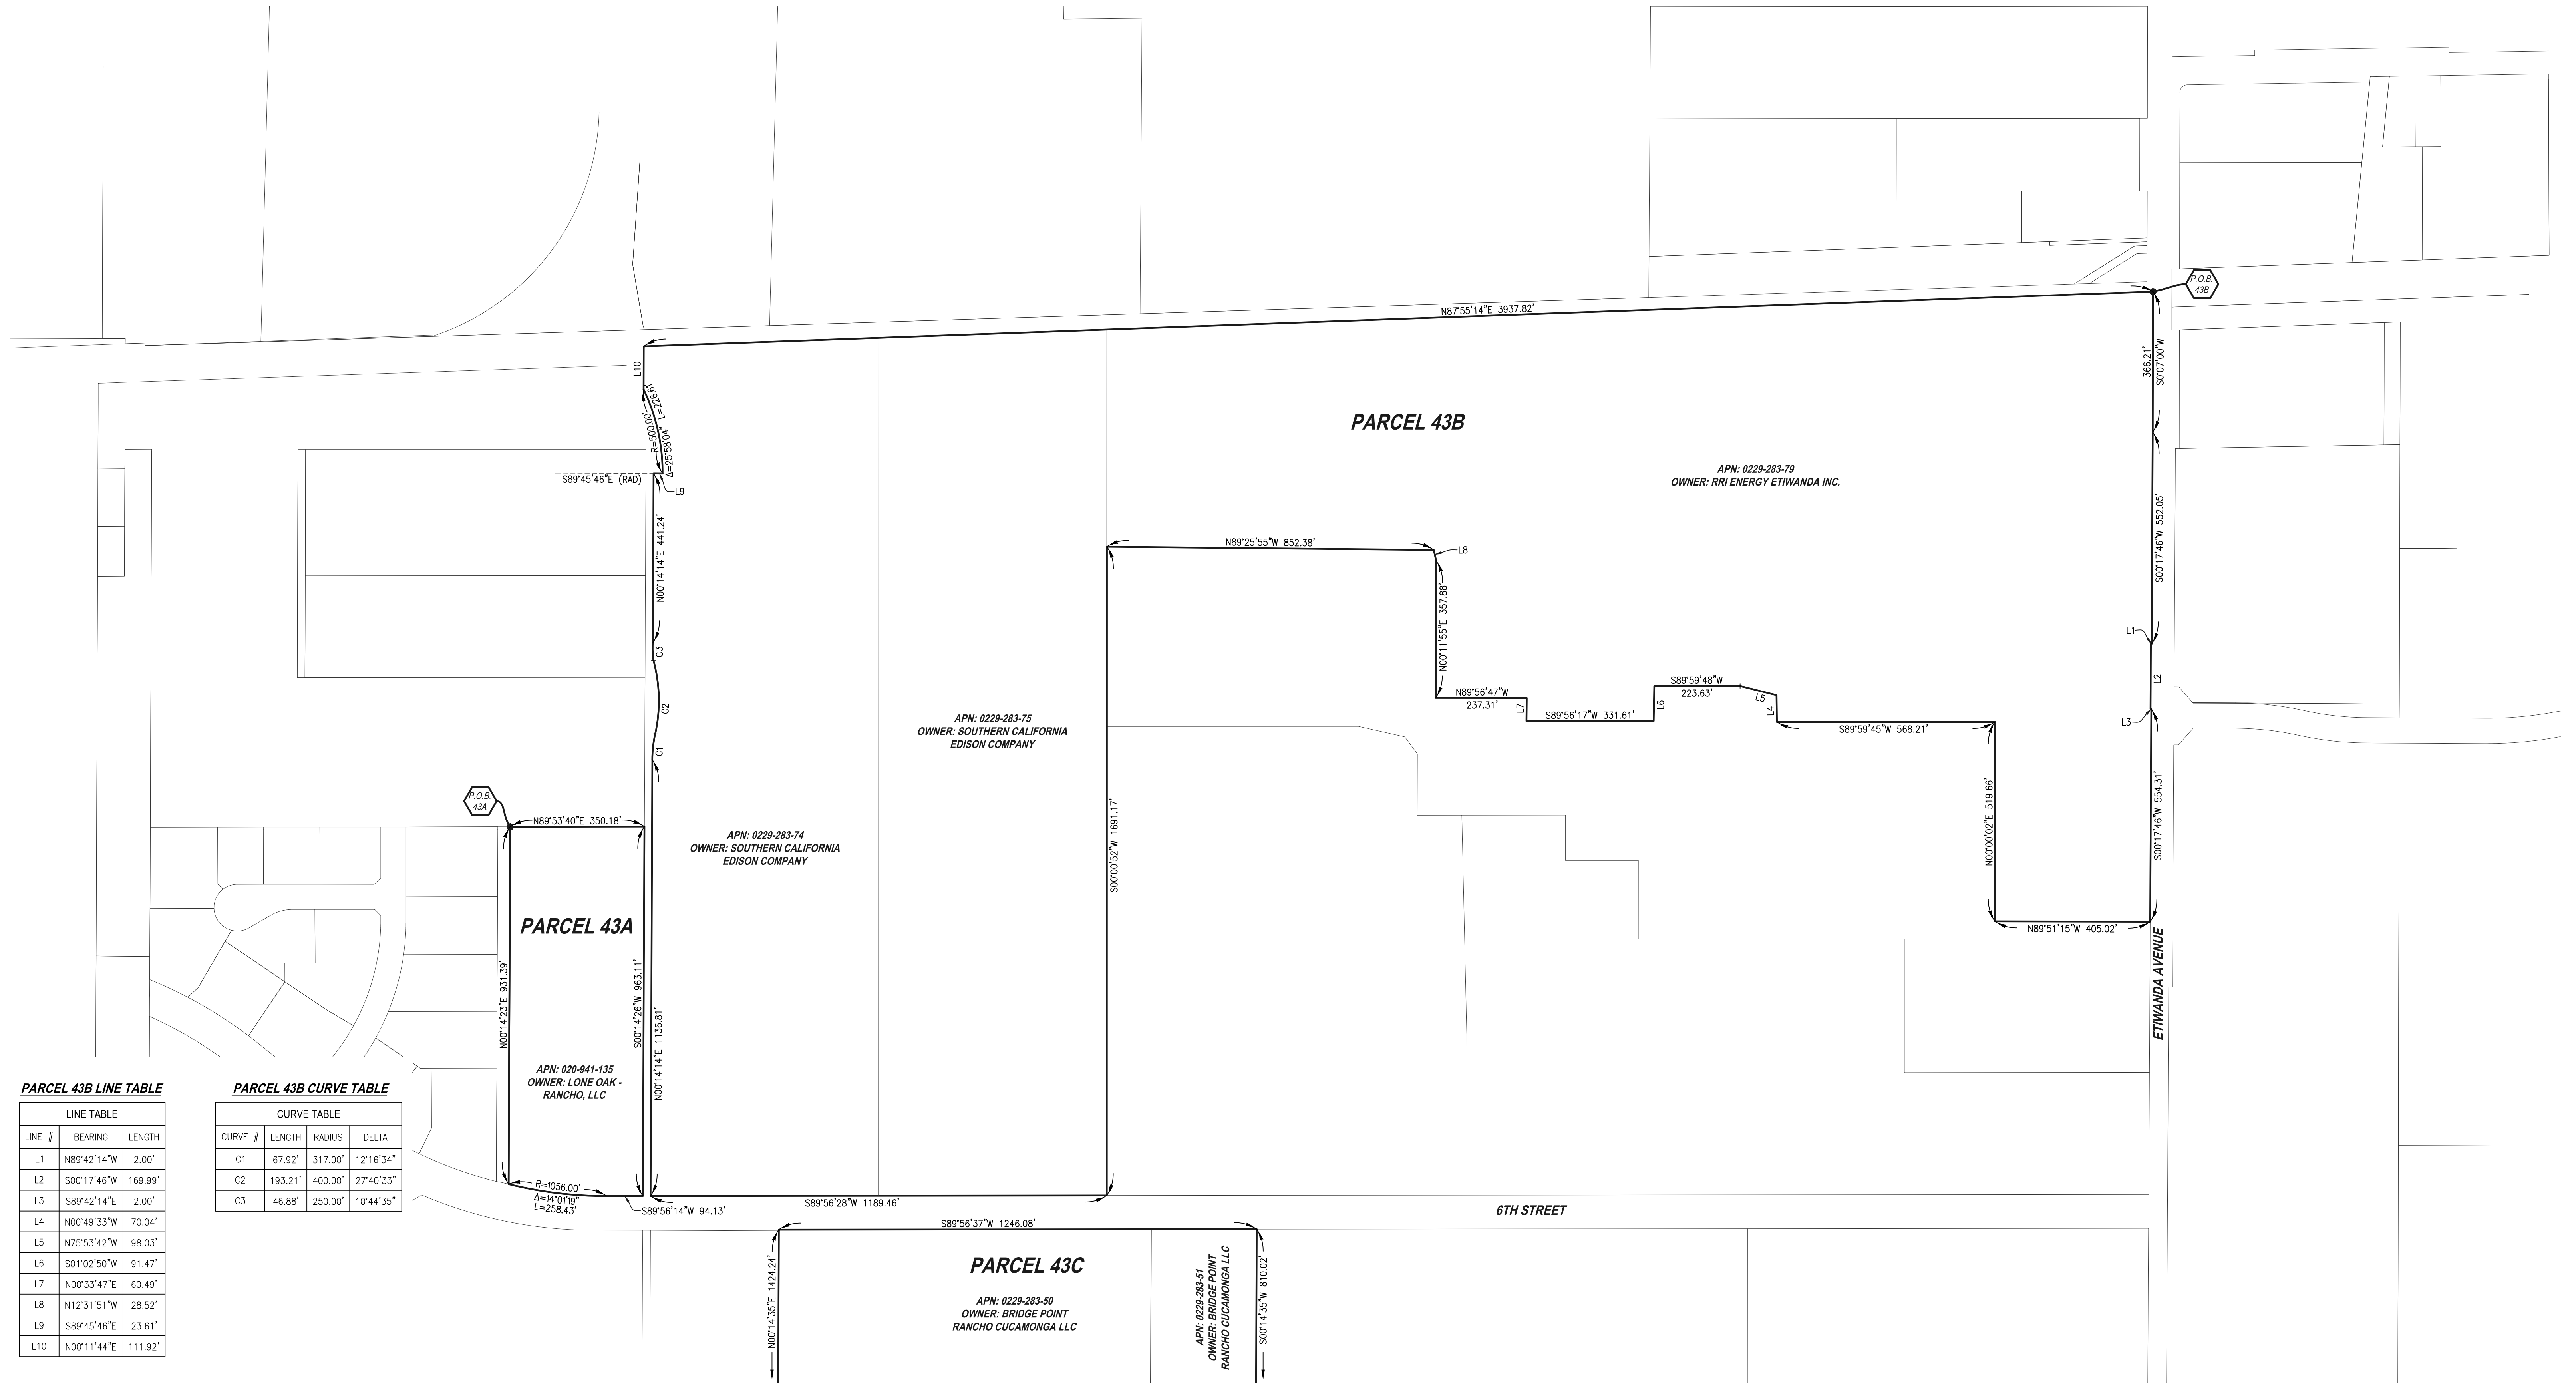 N87°55'14"E 3937.82'
P.O.B.
43B
366.21'
S0°07'00"W
L10
L=226.61'
R=500.00'
Δ=25°58'04"
S89°45'46"E (RAD)
L9
PARCEL 43B
APN: 0229-283-79
OWNER: RRI ENERGY ETIWANDA INC.
N00°14'14"E 441.24'
S00°17'46"W 552.05'
N89°25'55"W 852.38'
L8
N00°11'55"E 357.88'
L1
C3
C2
C1
L2
L3
S89°59'48"W
223.63'
N89°56'47"W
237.31'
L7
S89°56'17"W 331.61'
L6
L5
L4
S89°59'45"W 568.21'
APN: 0229-283-75
OWNER: SOUTHERN CALIFORNIA
EDISON COMPANY
P.O.B.
43A
N89°53'40"E 350.18'
APN: 0229-283-74
OWNER: SOUTHERN CALIFORNIA
EDISON COMPANY
S00°00'52"W 1691.17'
N00°00'02"E 519.66'
S00°17'46"W 554.31'
N89°51'15"W 405.02'
ETIWANDA AVENUE
PARCEL 43A
N00°14'23"E 931.39'
S00°14'26"W 963.11'
N00°14'14"E 1136.81'
APN: 020-941-135
OWNER: LONE OAK -
RANCHO, LLC
R=1056.00'
Δ=14°01'19"
L=258.43'
S89°56'14"W 94.13'
S89°56'28"W 1189.46'
6TH STREET
S89°56'37"W 1246.08'
N00°14'35"E 1424.24'
PARCEL 43C
APN: 0229-283-50
OWNER: BRIDGE POINT
RANCHO CUCAMONGA LLC
APN: 0229-283-51
OWNER: BRIDGE POINT
RANCHO CUCAMONGA LLC
S00°14'35"W 810.02'
PARCEL 43B LINE TABLE
LINE TABLE
LINE # BEARING LENGTH
L1 N89°42'14"W 2.00'
L2 S00°17'46"W 169.99'
L3 S89°42'14"E 2.00'
L4 N00°49'33"W 70.04'
L5 N75°53'42"W 98.03'
L6 S01°02'50"W 91.47'
L7 N00°33'47"E 60.49'
L8 N12°31'51"W 28.52'
L9 S89°45'46"E 23.61'
L10 N00°11'44"E 111.92'
PARCEL 43B CURVE TABLE
CURVE TABLE
CURVE # LENGTH RADIUS DELTA
C1 67.92' 317.00' 12°16'34"
C2 193.21' 400.00' 27°40'33"
C3 46.88' 250.00' 10°44'35"